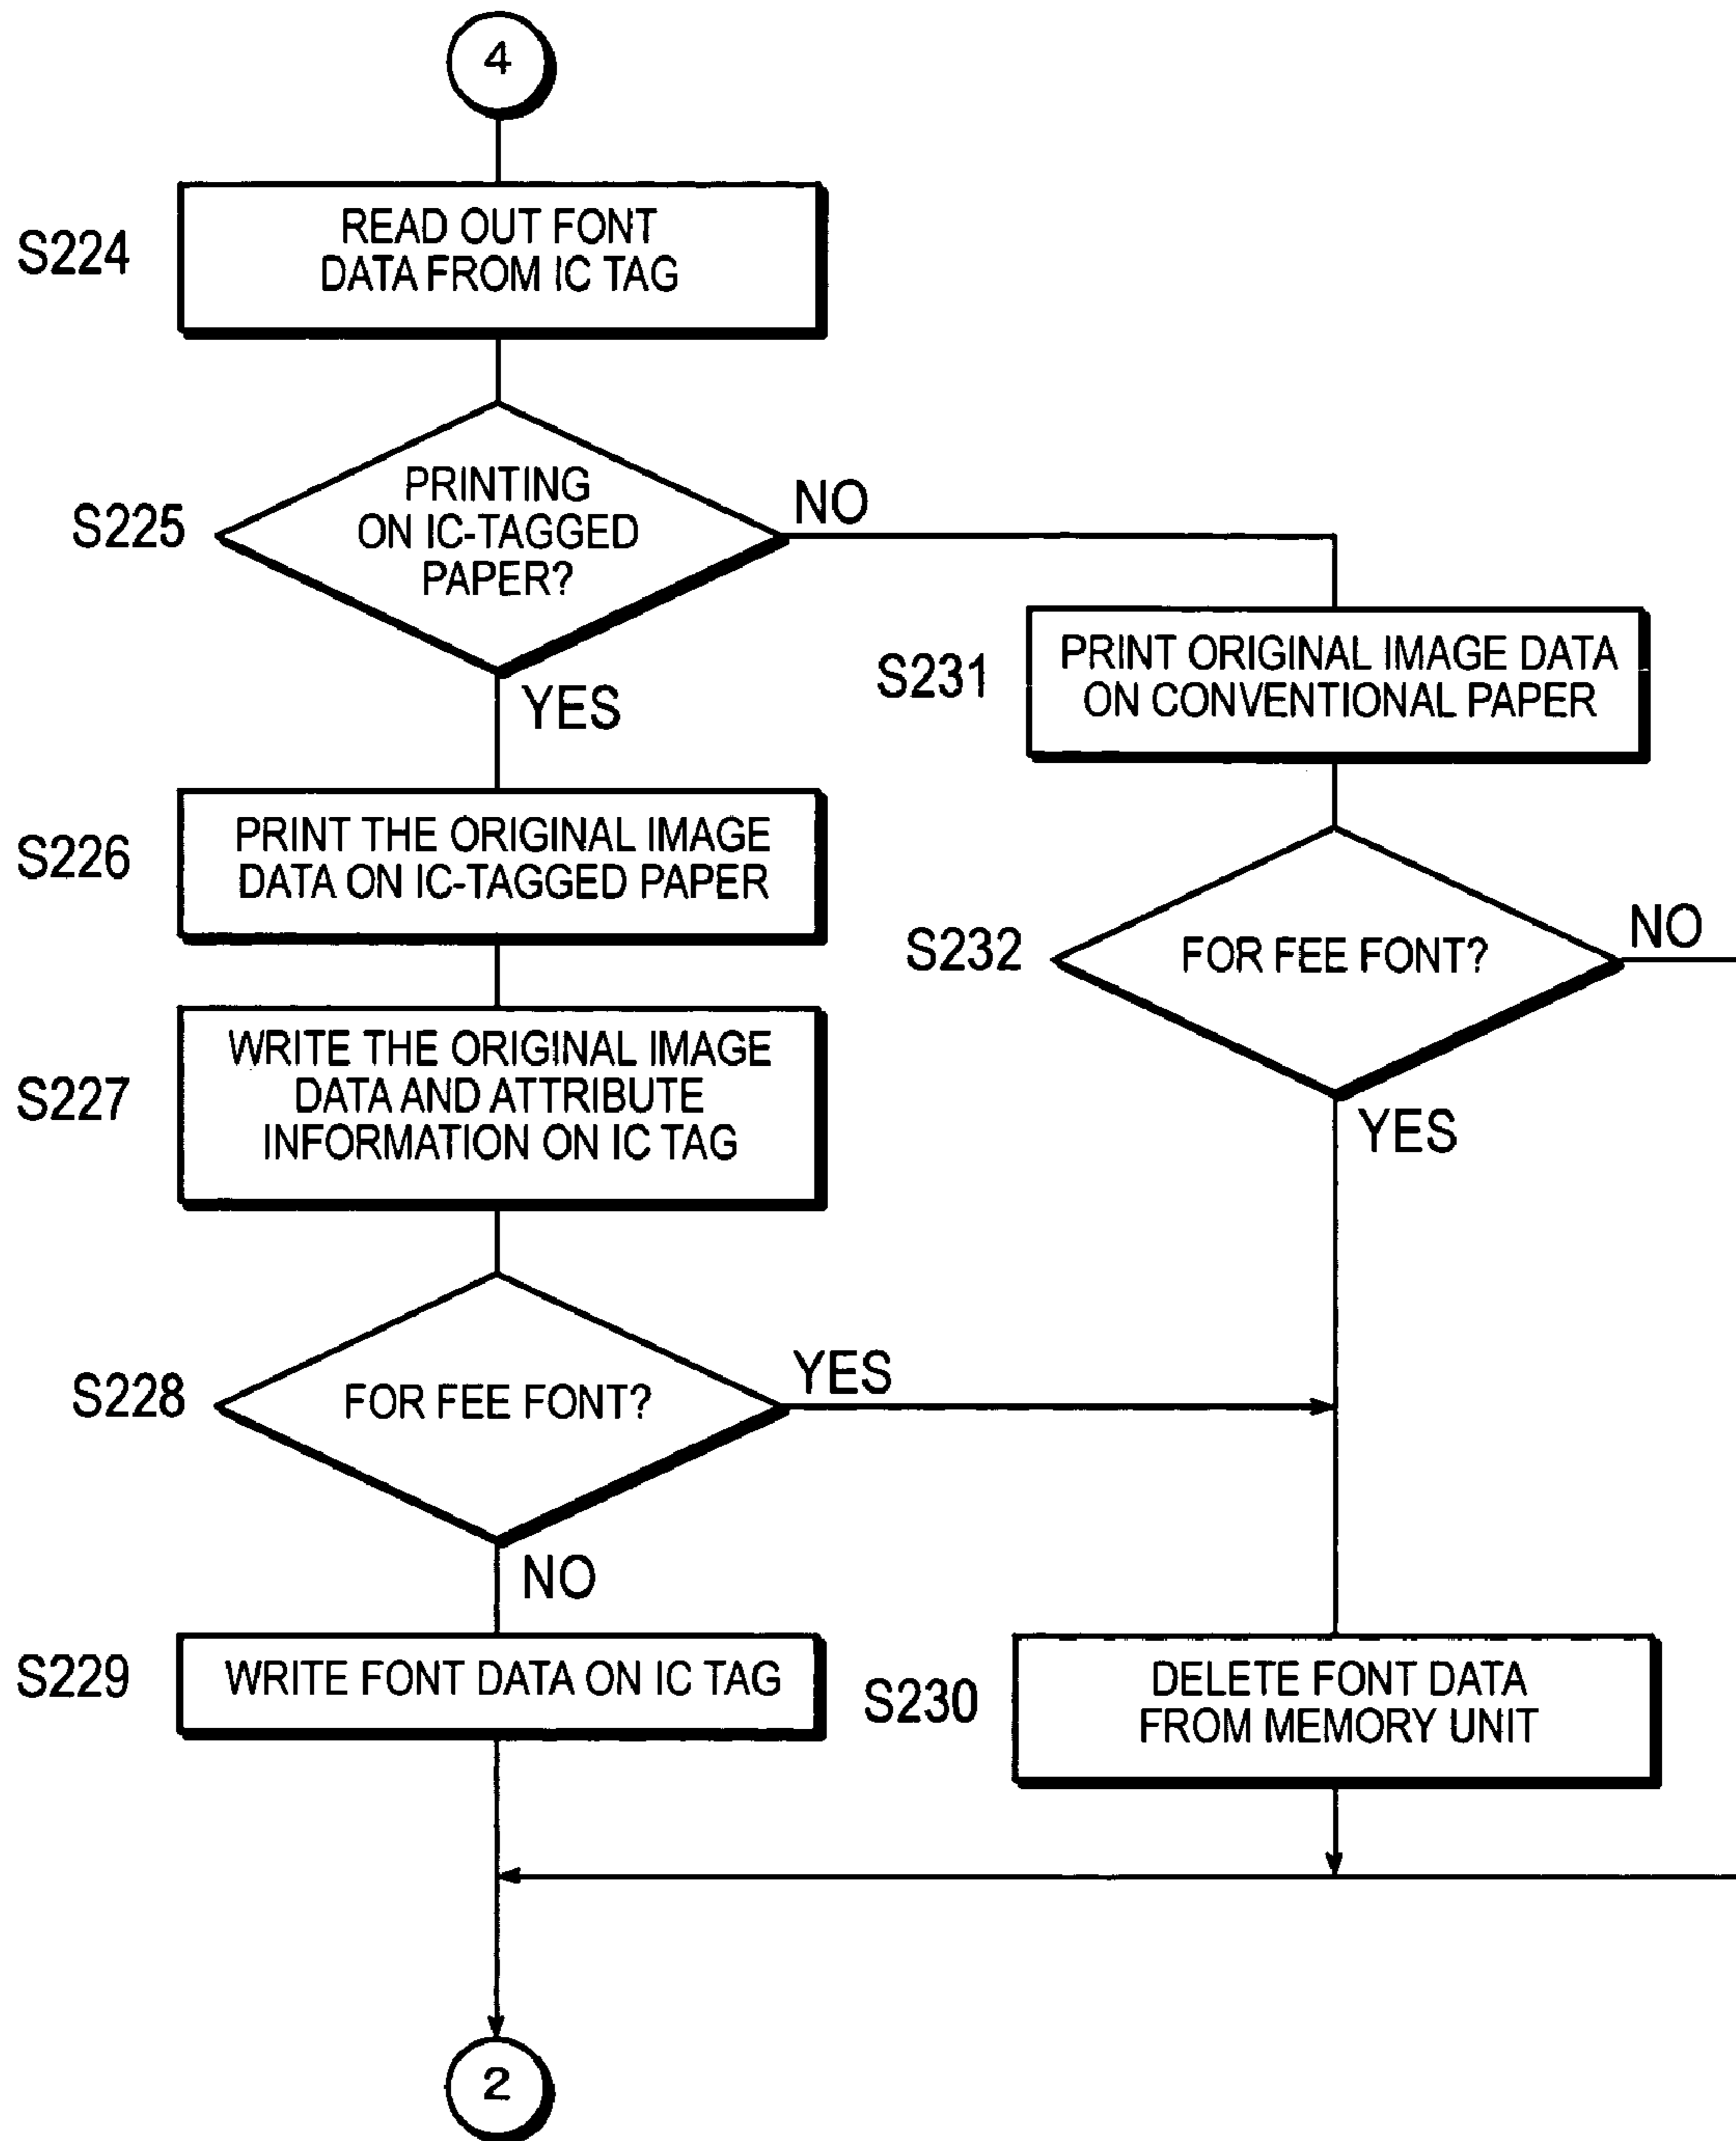 4
S224
READ OUT FONT
DATA FROM IC TAG
S225
PRINTING
ON IC-TAGGED
PAPER?
NO
YES
S231
PRINT ORIGINAL IMAGE DATA
ON CONVENTIONAL PAPER
S226
PRINT THE ORIGINAL IMAGE
DATA ON IC-TAGGED PAPER
S232
FOR FEE FONT?
NO
YES
S227
WRITE THE ORIGINAL IMAGE
DATA AND ATTRIBUTE
INFORMATION ON IC TAG
S228
FOR FEE FONT?
YES
NO
S229
WRITE FONT DATA ON IC TAG
S230
DELETE FONT DATA
FROM MEMORY UNIT
2